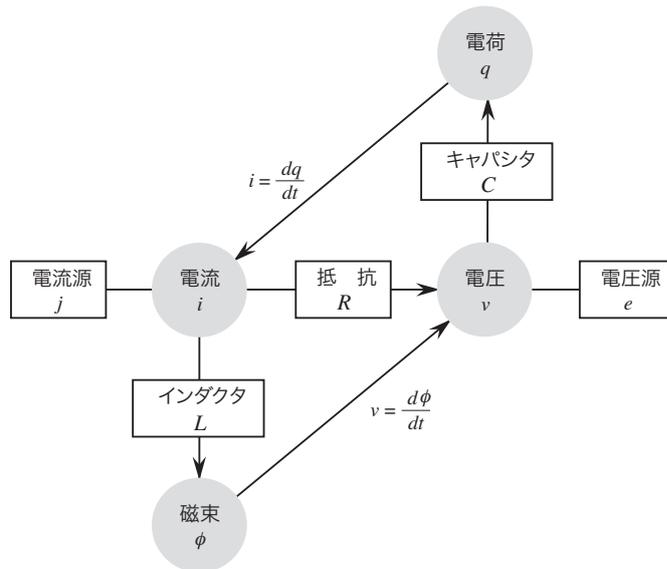 電荷
q
キャパシタ
C
i = dq/dt
電流源
j
電流
i
抵 抗
R
電圧
v
電圧源
e
インダクタ
L
v = dϕ/dt
磁束
ϕ